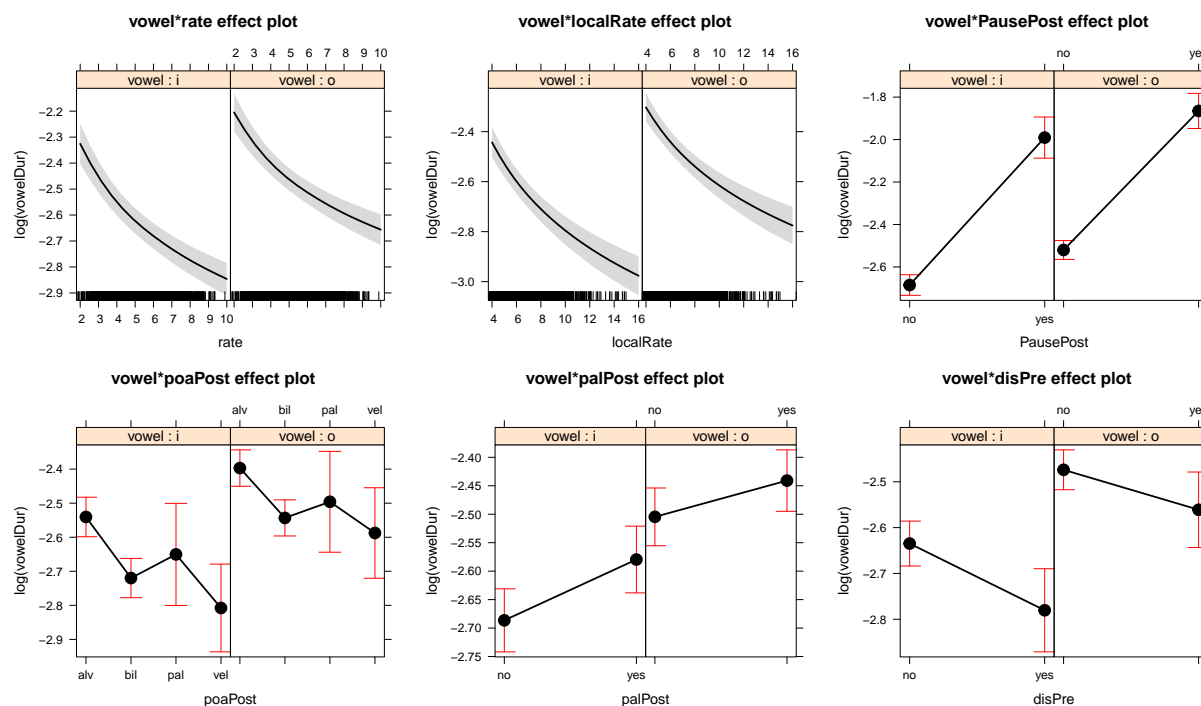 vowel*rate effect plot
2 3 4 5 6 7 8 9 10
vowel : i vowel : o
log(vowelDur)
−2.2
−2.3
−2.4
−2.5
−2.6
−2.7
−2.8
−2.9
2 3 4 5 6 7 8 9 10
rate
vowel*localRate effect plot
4 6 8 10 12 14 16
vowel : i vowel : o
log(vowelDur)
−2.4
−2.6
−2.8
−3.0
4 6 8 10 12 14 16
localRate
vowel*PausePost effect plot
no
vowel : i vowel : o
log(vowelDur)
−1.8
−2.0
−2.2
−2.4
−2.6
no yes
PausePost
vowel*poaPost effect plot
alv bil pal vel
vowel : i vowel : o
log(vowelDur)
−2.4
−2.5
−2.6
−2.7
−2.8
−2.9
alv bil pal vel
poaPost
vowel*palPost effect plot
no yes
vowel : i vowel : o
log(vowelDur)
−2.40
−2.45
−2.50
−2.55
−2.60
−2.65
−2.70
−2.75
no yes
palPost
vowel*disPre effect plot
no
vowel : i vowel : o
log(vowelDur)
−2.5
−2.6
−2.7
−2.8
no yes
disPre